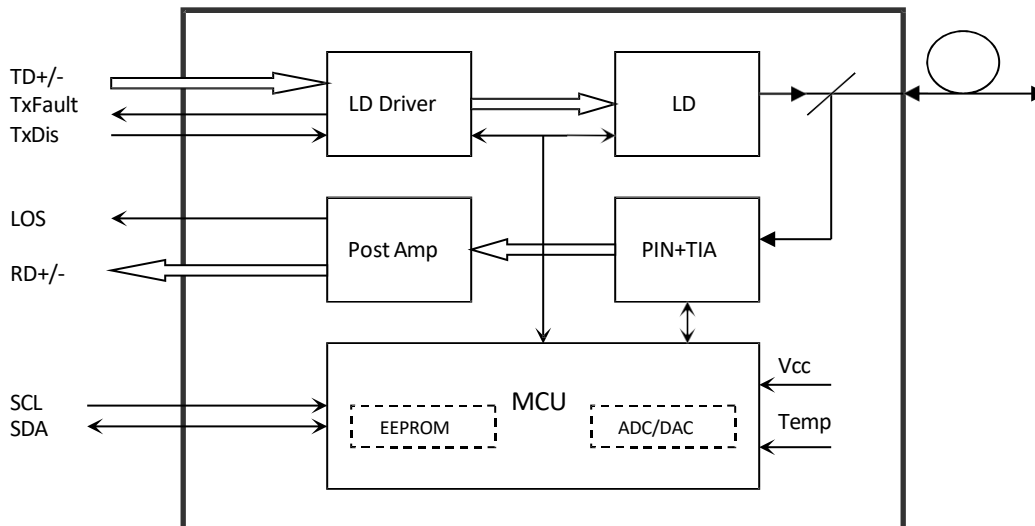 TD+/-
TxFault
TxDis
LD Driver
LD
LOS
RD+/-
Post Amp
PIN+TIA
SCL
SDA
MCU
EEPROM
ADC/DAC
Vcc
Temp